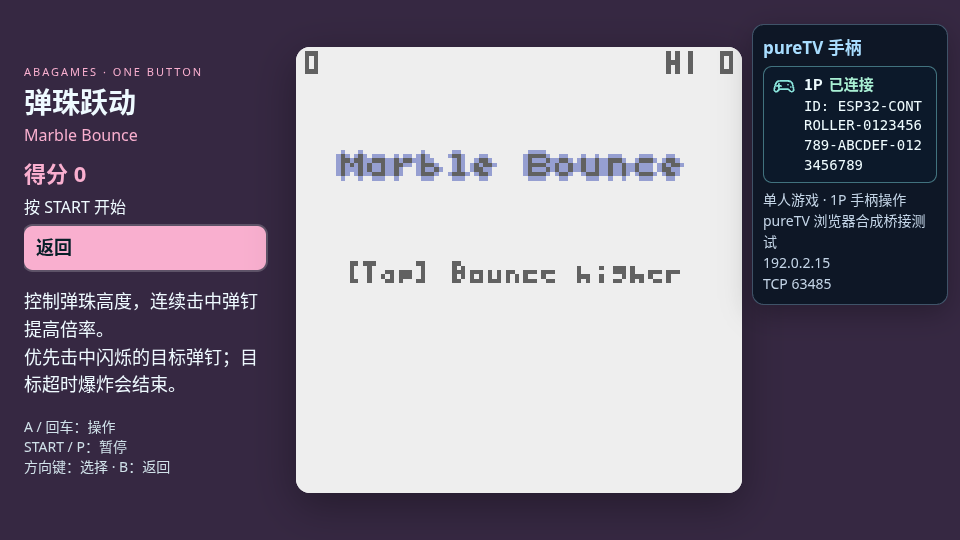 ABAGAMES · ONE BUTTON
弹珠跃动
Marble Bounce
得分 0
按 START 开始
返回
控制弹珠高度，连续击中弹钉
提高倍率。
优先击中闪烁的目标弹钉；目
标超时爆炸会结束。
A / 回车：操作
START / P：暂停
方向键：选择 · B：返回
0
HI 0
Marble Bounce
[Tap] Bounce higher
pureTV 手柄
1P 已连接
ID: ESP32-CONT
ROLLER-0123456
789-ABCDEF-012
3456789
单人游戏 · 1P 手柄操作
pureTV 浏览器合成桥接测
试
192.0.2.15
TCP 63485